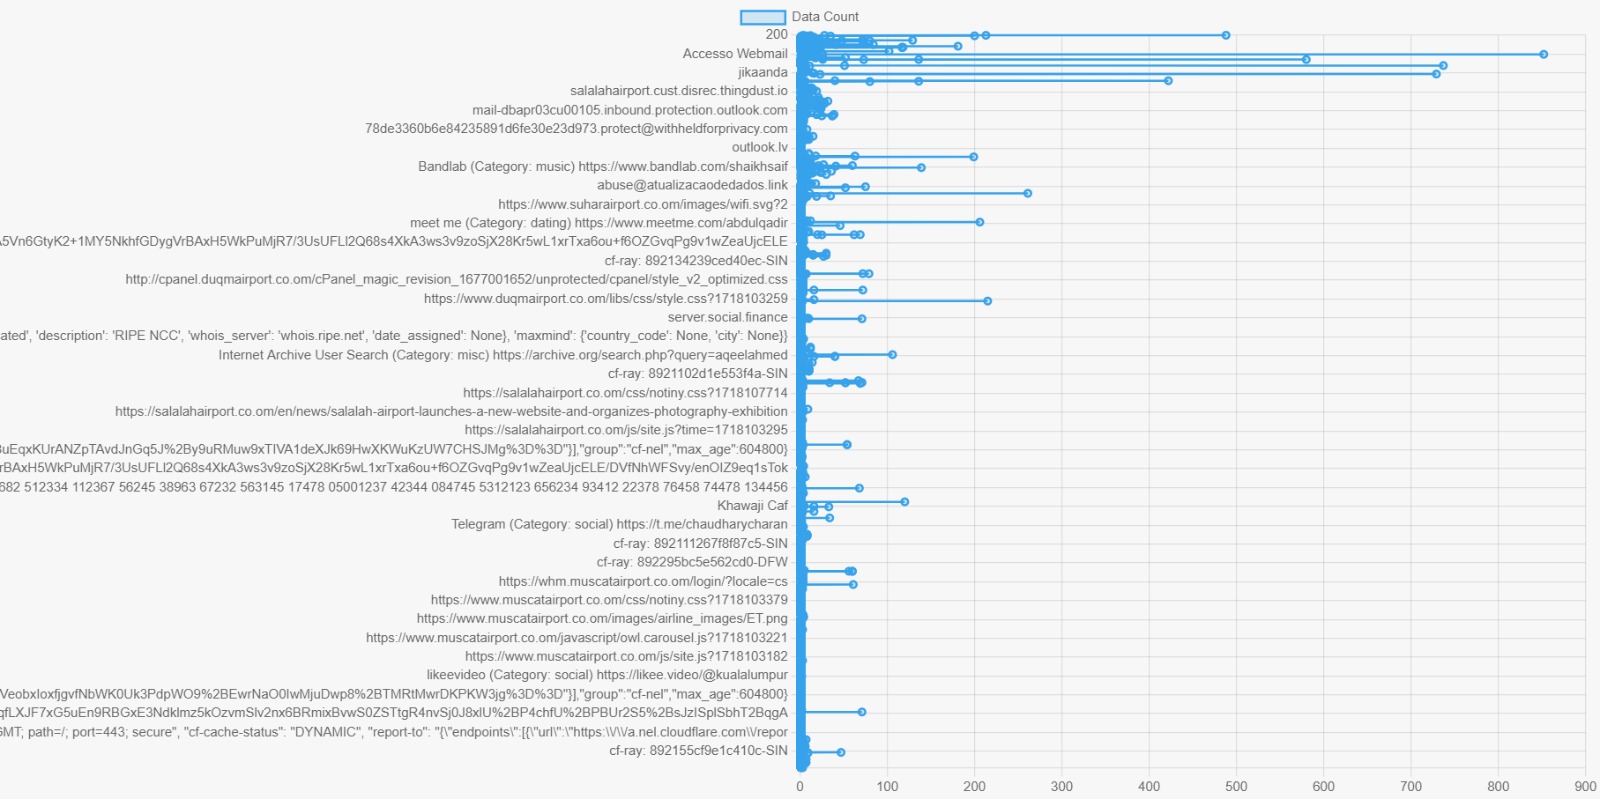 Data Count
200
Accesso Webmail
jikaanda
salalahairport.cust.disrec.thingdust.io
mail-dbapr03cu00105.inbound.protection.outlook.com
78de3360b6e84235891d6fe30e23d973.protect@withheldforprivacy.com
outlook.lv
Bandlab (Category: music) https://www.bandlab.com/shaikhsaif
abuse@atualizacaodedados.link
https://www.suharairport.co.om/images/wifi.svg?2
meet me (Category: dating) https://www.meetme.com/abdulqadir
A5Vn6GtyK2+1MY5NkhfGDygVrBAxH5WkPuMjR7/3UsUFLI2Q68s4XkA3ws3v9zoSjX28Kr5wL1xrTxa6ou+f6OZGvqPg9v1wZeaUjcELE
cf-ray: 892134239ced40ec-SIN
http://cpanel.duqmairport.co.om/cPanel_magic_revision_1677001652/unprotected/cpanel/style_v2_optimized.css
https://www.duqmairport.co.om/libs/css/style.css?1718103259
server.social.finance
ated', 'description': 'RIPE NCC', 'whois_server': 'whois.ripe.net', 'date_assigned': None}, 'maxmind': {'country_code': None, 'city': None}}
Internet Archive User Search (Category: misc) https://archive.org/search.php?query=aqeelahmed
cf-ray: 8921102d1e553f4a-SIN
https://salalahairport.co.om/css/notiny.css?1718107714
https://salalahairport.co.om/en/news/salalah-airport-launches-a-new-website-and-organizes-photography-exhibition
https://salalahairport.co.om/js/site.js?time=1718103295
uEqxKUrANZpTAvdJnGq5J%2By9uRMuw9xTIVA1deXJk69HwXKWuKzUW7CHSJMg%3D%3D"}],"group":"cf-nel","max_age":604800}
rBAxH5WkPuMjR7/3UsUFLI2Q68s4XkA3ws3v9zoSjX28Kr5wL1xrTxa6ou+f6OZGvqPg9v1wZeaUjcELE/DVfNhWFSvy/enOIZ9eq1sTok
682 512334 112367 56245 38963 67232 563145 17478 05001237 42344 084745 5312123 656234 93412 22378 76458 74478 134456
Khawaji Caf
Telegram (Category: social) https://t.me/chaudharycharan
cf-ray: 892111267f8f87c5-SIN
cf-ray: 892295bc5e562cd0-DFW
https://whm.muscatairport.co.om/login/?locale=cs
https://www.muscatairport.co.om/css/notiny.css?1718103379
https://www.muscatairport.co.om/images/airline_images/ET.png
https://www.muscatairport.co.om/javascript/owl.carousel.js?1718103221
https://www.muscatairport.co.om/js/site.js?1718103182
likeevideo (Category: social) https://likee.video/@kualalumpur
VeobxloxfjgvfNbWK0Uk3PdpWO9%2BEwrNaO0IwMjuDwp8%2BTMRtMwrDKPKW3jg%3D%3D"}],"group":"cf-nel","max_age":604800}
qfLXJF7xG5uEn9RBGxE3Ndklmz5kOzvmSlv2nx6BRmixBvwS0ZSTtgR4nvSj0J8xlU%2BP4chfU%2BPBUr2S5%2BsJzISplSbhT2BqgA
GMT; path=/; port=443; secure", "cf-cache-status": "DYNAMIC", "report-to": "{\"endpoints\":[{\"url\":\"https:\\/\\/a.nel.cloudflare.com\\/repor
cf-ray: 892155cf9e1c410c-SIN
0 100 200 300 400 500 600 700 800 900